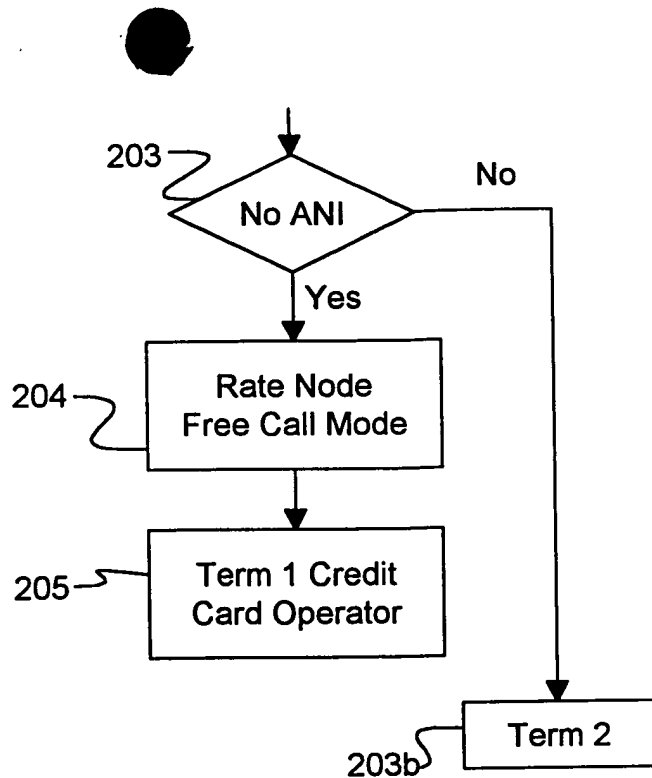 203
No ANI
No
Yes
204
Rate Node
Free Call Mode
205
Term 1 Credit
Card Operator
Term 2
203b